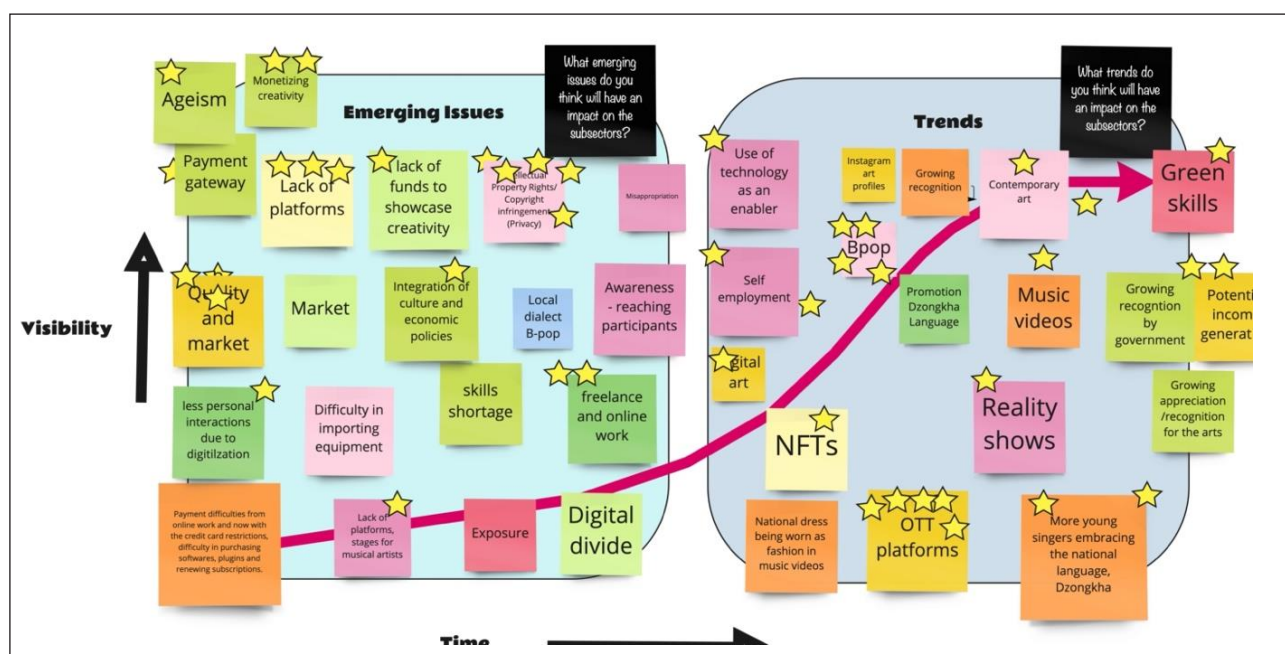 Ageism
Monetizing
creativity
Emerging Issues
What emerging
issues do you
think will have an
impact on the
subsectors?
Payment
gateway
Lack of
platforms
lack of
funds to
showcase
creativity
Property Rights/
Copyright
infringement
(Privacy)
Misappropriation
Visibility
Quality
and
market
Market
Integration of
culture and
economic
policies
Local
dialect
B-pop
Awareness
- reaching
participants
less personal
interactions
due to
digitilzation
Difficulty in
importing
equipment
skills
shortage
freelance
and online
work
Payment difficulties from
online work and now with
the credit card restrictions,
difficulty in purchasing
softwares, plugins and
renewing subscriptions.
Lack of
platforms,
stages for
musical artists
Exposure
Digital
divide
Trends
What trends do
you think will have
an impact on the
subsectors?
Use of
technology
as an
enabler
Instagram
art
profiles
Growing
recognition
Contemporary
art
Green
skills
Self
employment
Bpop
Promotion
Dzongkha
Language
Music
videos
Growing
recogntion
by
government
Potenti
incom
generat
gital
art
NFTs
Reality
shows
Growing
appreciation
/recognition
for the arts
National dress
being worn as
fashion in
music videos
OTT
platforms
More young
singers embracing
the national
language,
Dzongkha
Time